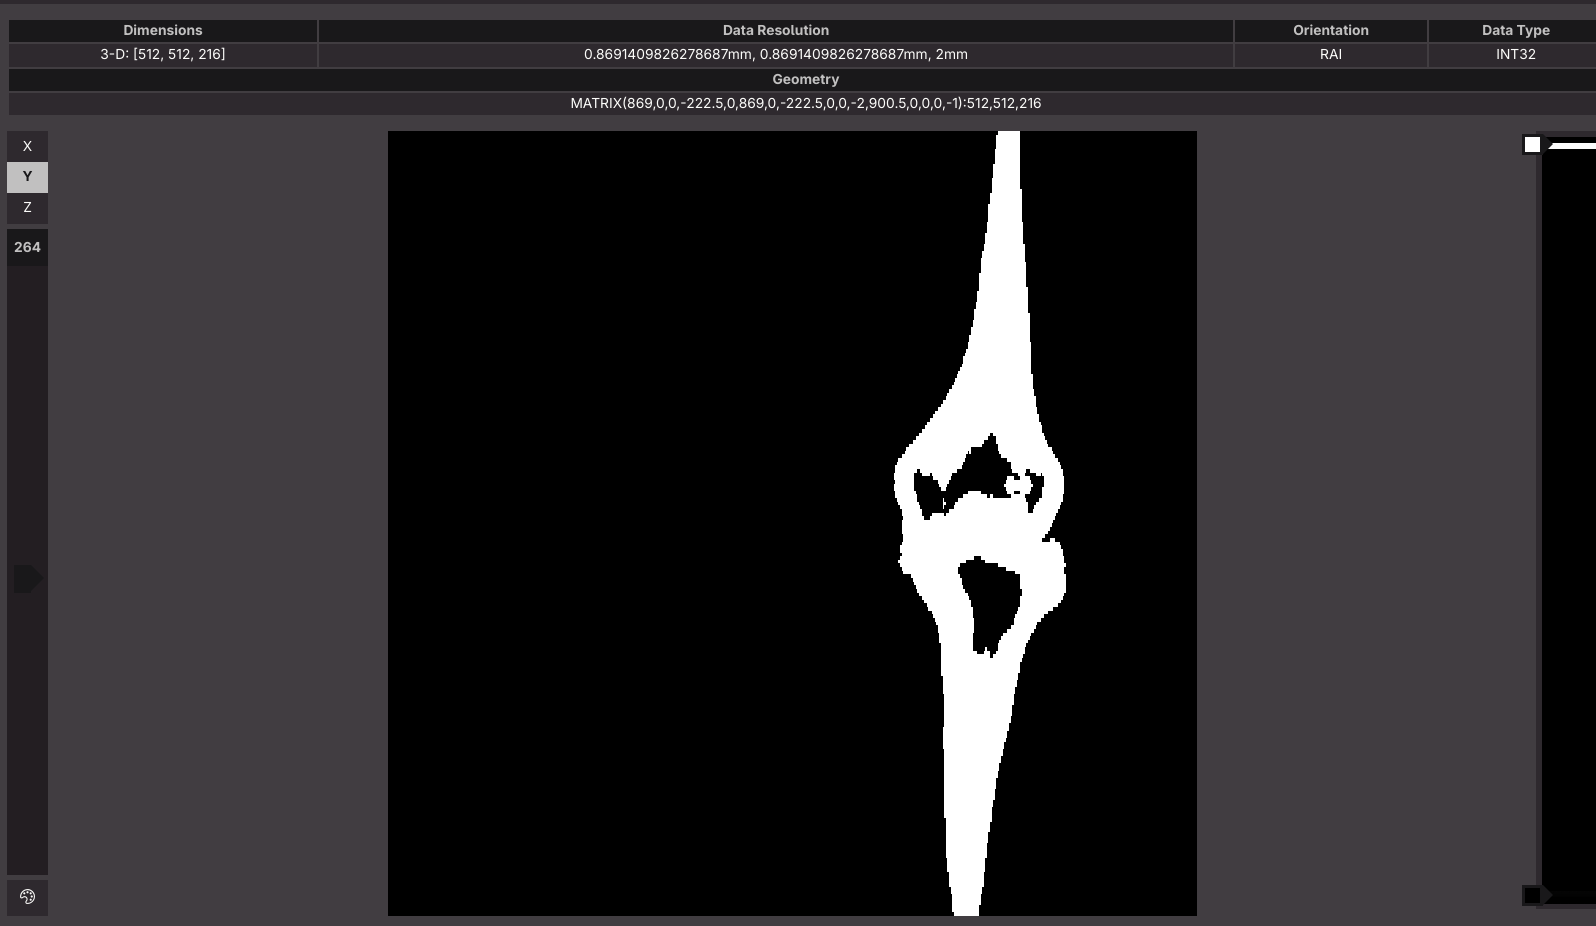 Dimensions Data Resolution Orientation Data Type
3-D: [512, 512, 216] 0.8691409826278687mm, 0.8691409826278687mm, 2mm RAI INT32
Geometry
MATRIX(869,0,0,-222.5,0,869,0,-222.5,0,0,-2,900.5,0,0,0,-1):512,512,216
X
Y
Z
264